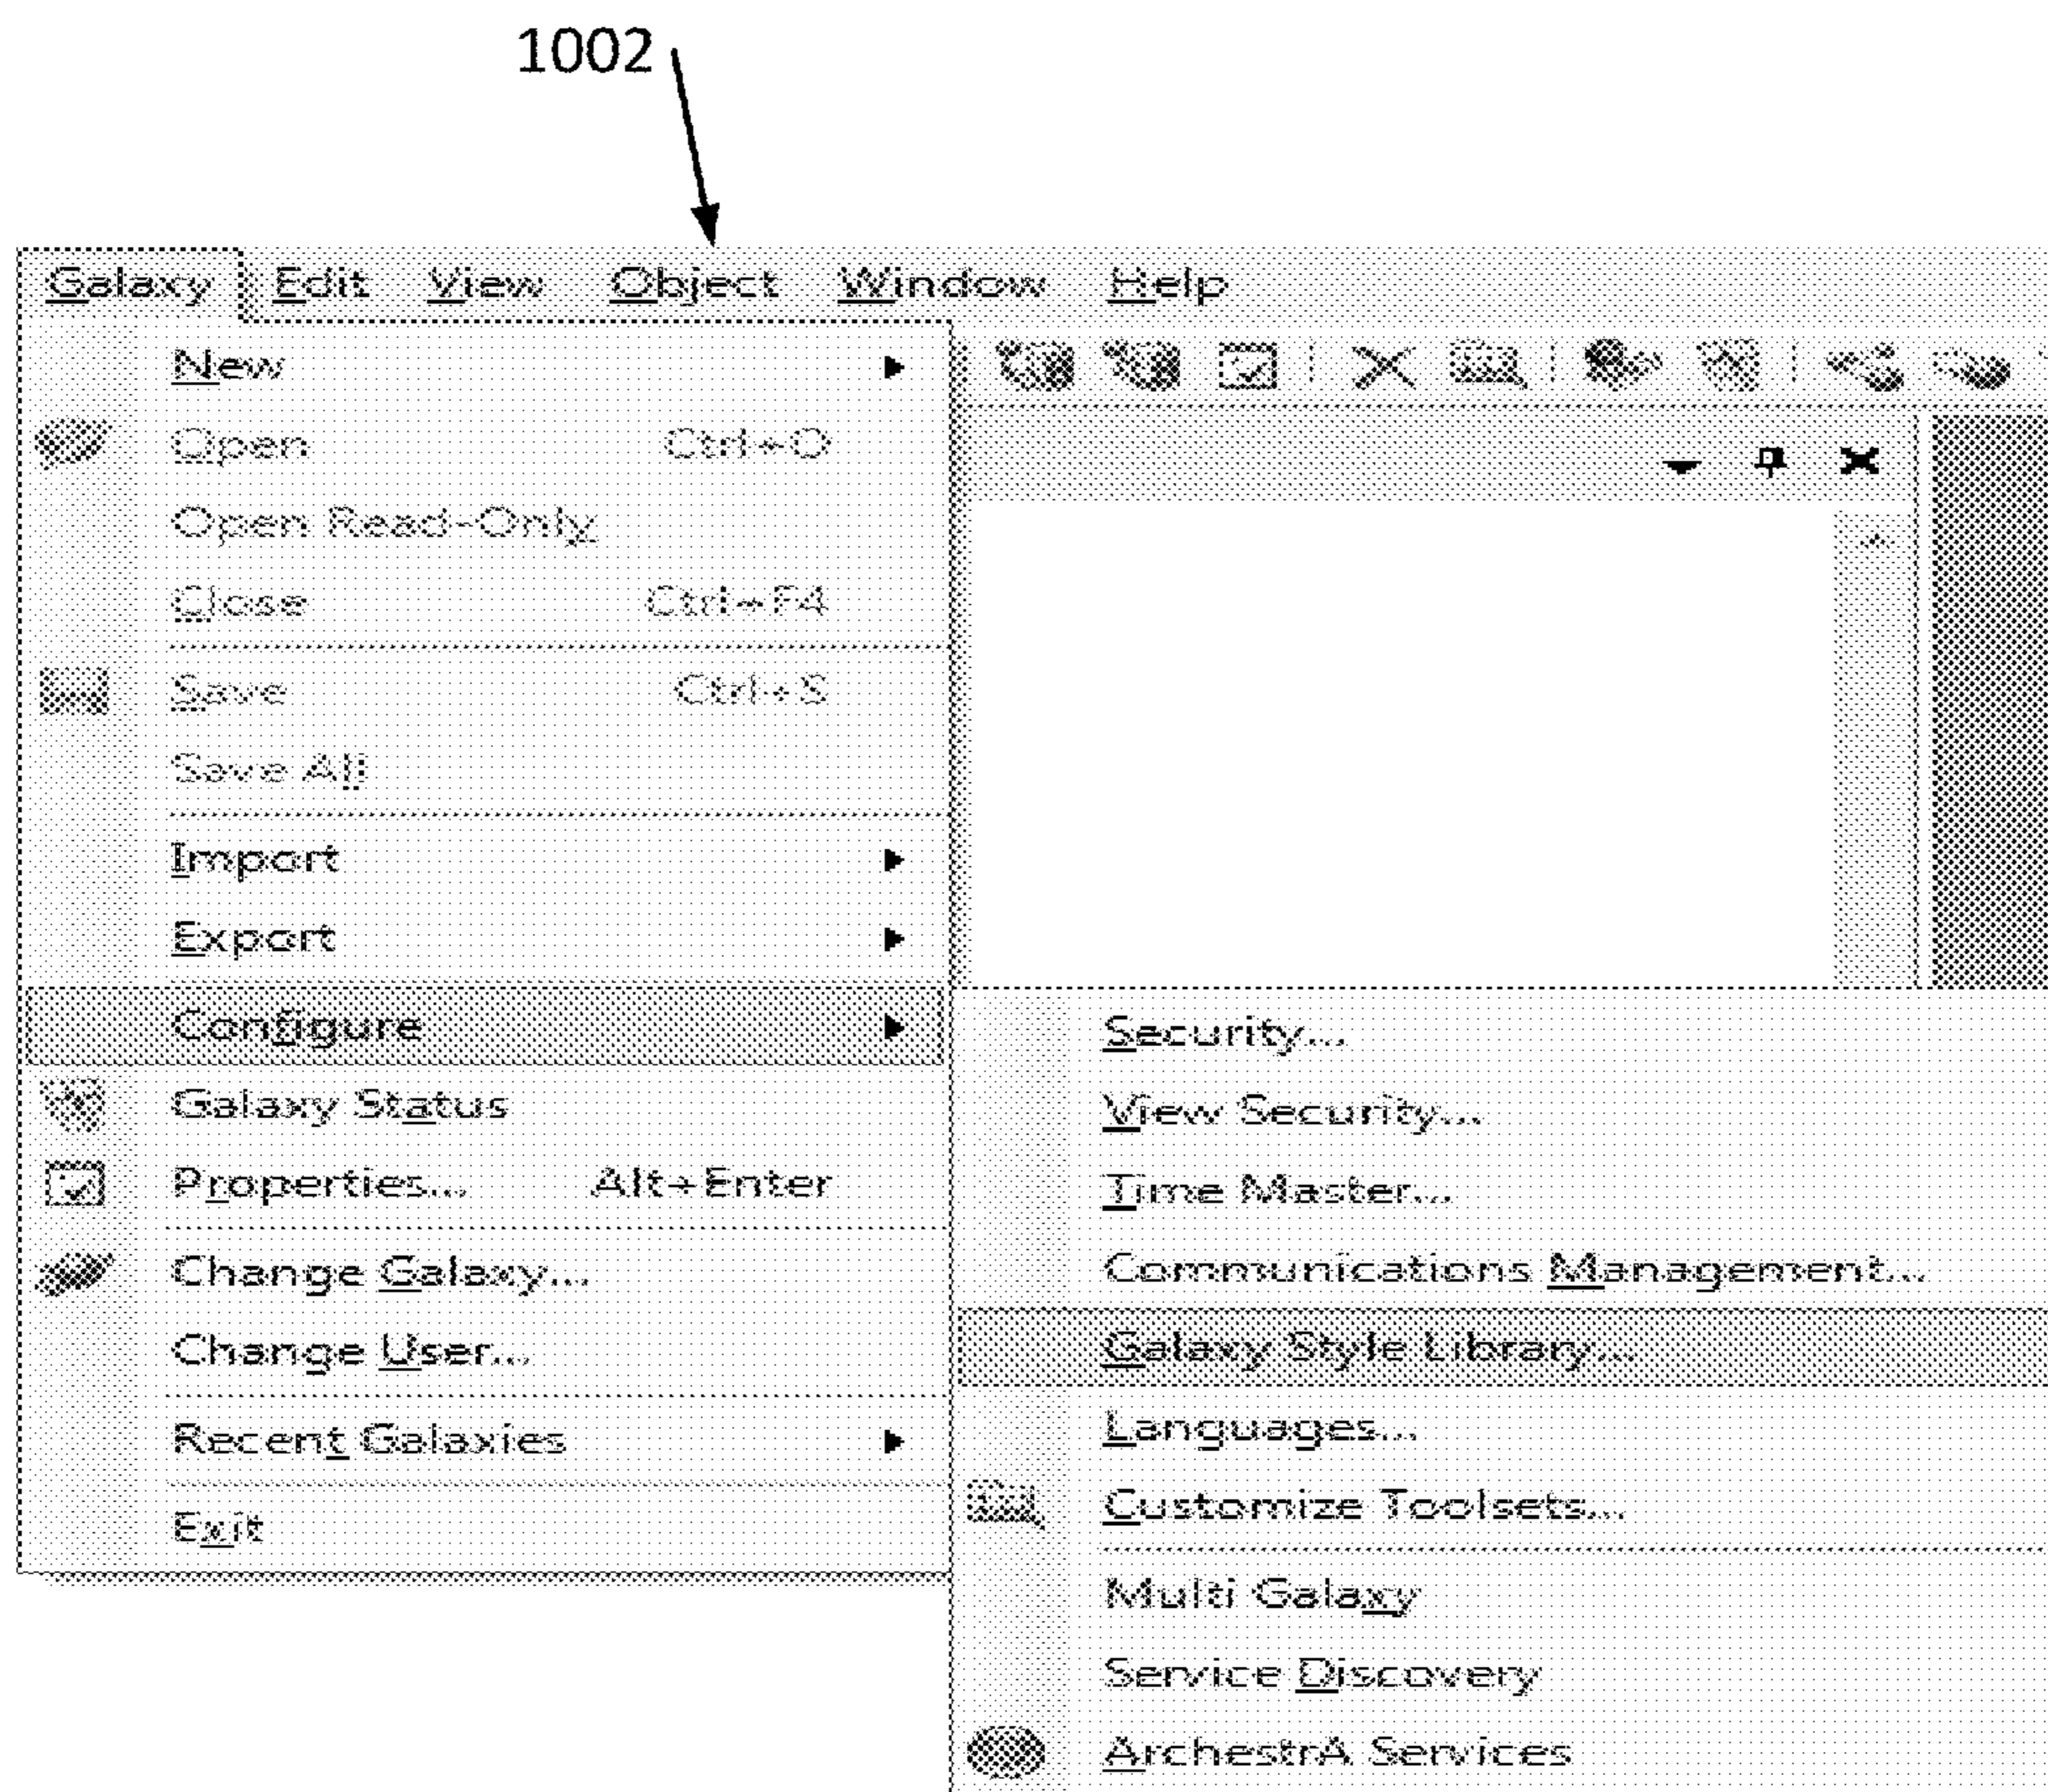 1002
Galaxy Edit View Object Window Help
New
Open Ctrl+O
Open Read-Only
Close Ctrl+F4
Save Ctrl+S
Save All
Import
Export
Configure
Galaxy Status
Properties... Alt+Enter
Change Galaxy...
Change User...
Recent Galaxies
Exit
Security...
View Security...
Time Master...
Communications Management...
Galaxy Style Library...
Languages...
Customize Toolsets...
Multi Galaxy
Service Discovery
ArchestrA Services